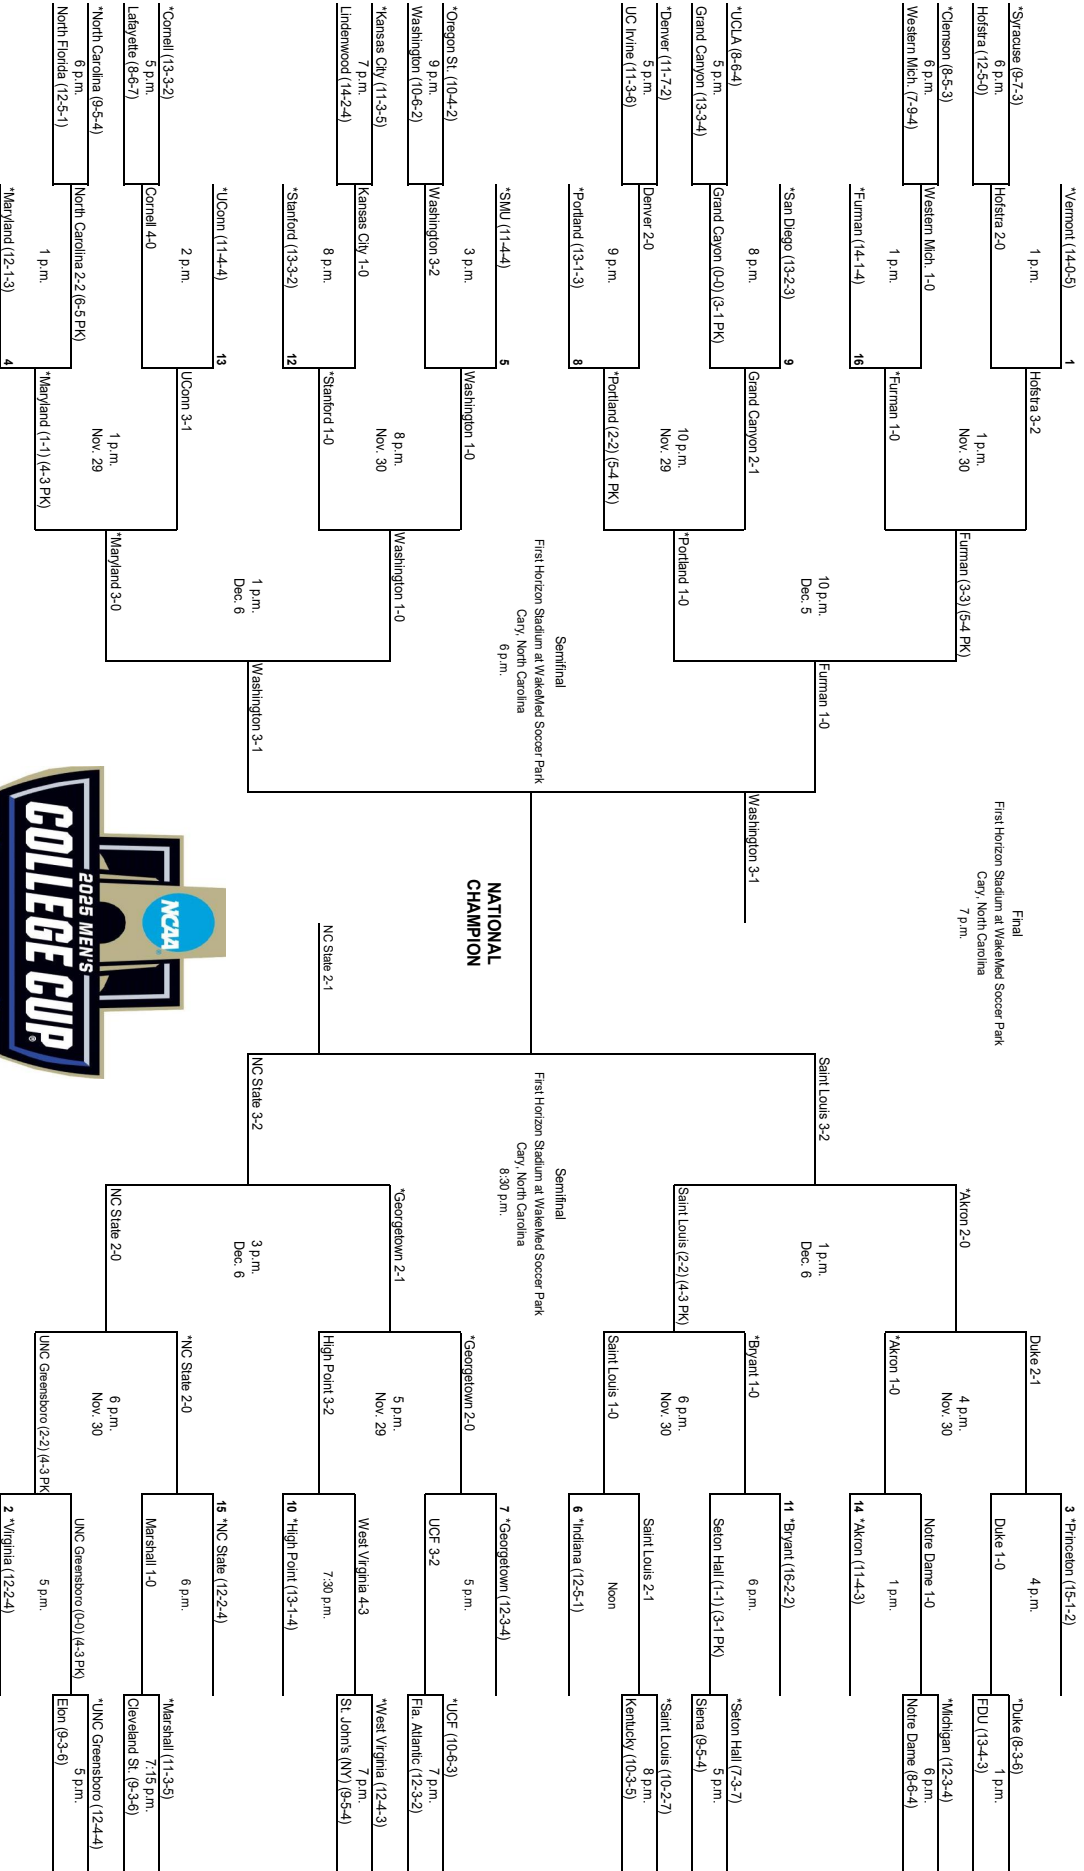 *Vermont (14-0-5)
1 p.m.
1
*Syracuse (9-7-3)
6 p.m.
Hofstra (12-5-0)
Hofstra 2-0
Hofstra 3-2
1 p.m.
Nov. 30
*Clemson (8-5-3)
6 p.m.
Western Mich. (7-9-4)
Western Mich. 1-0
1 p.m.
*Furman (14-1-4)
16
*Furman 1-0
Furman (3-3) (5-4 PK)
10 p.m.
Dec. 5
*San Diego (13-2-3)
8 p.m.
9
*UCLA (8-6-4)
5 p.m.
Grand Canyon (13-3-4)
Grand Cayon (0-0) (3-1 PK)
Grand Canyon 2-1
10 p.m.
Nov. 29
*Denver (11-7-2)
5 p.m.
UC Irvine (11-3-6)
Denver 2-0
9 p.m.
*Portland (13-1-3)
8
*Portland (2-2) (5-4 PK)
*Portland 1-0
Furman 1-0
Semifinal
First Horizon Stadium at WakeMed Soccer Park
Cary, North Carolina
6 p.m.
*SMU (11-4-4)
3 p.m.
5
*Oregon St. (10-4-2)
9 p.m.
Washington (10-6-2)
Washington 3-2
Washington 1-0
8 p.m.
Nov. 30
*Kansas City (11-3-5)
7 p.m.
Lindenwood (14-2-4)
Kansas City 1-0
8 p.m.
*Stanford (13-3-2)
12
*Stanford 1-0
Washington 1-0
1 p.m.
Dec. 6
*UConn (11-4-4)
2 p.m.
13
*Cornell (13-3-2)
5 p.m.
Lafayette (8-6-7)
Cornell 4-0
UConn 3-1
1 p.m.
Nov. 29
*North Carolina (9-5-4)
6 p.m.
North Florida (12-5-1)
North Carolina 2-2 (6-5 PK)
1 p.m.
*Maryland (12-1-3)
4
*Maryland (1-1) (4-3 PK)
*Maryland 3-0
Washington 3-1
Final
First Horizon Stadium at WakeMed Soccer Park
Cary, North Carolina
7 p.m.
Washington 3-1
NATIONAL
CHAMPION
NC State 2-1
NCAA
2025 MEN'S
COLLEGE CUP®
Saint Louis 3-2
Semifinal
First Horizon Stadium at WakeMed Soccer Park
Cary, North Carolina
8:30 p.m.
NC State 3-2
*Akron 2-0
1 p.m.
Dec. 6
Saint Louis (2-2) (4-3 PK)
*Georgetown 2-1
3 p.m.
Dec. 6
NC State 2-0
Duke 2-1
4 p.m.
Nov. 30
*Akron 1-0
*Bryant 1-0
6 p.m.
Nov. 30
Saint Louis 1-0
*Georgetown 2-0
5 p.m.
Nov. 29
High Point 3-2
*NC State 2-0
6 p.m.
Nov. 30
UNC Greensboro (2-2) (4-3 PK)
3 *Princeton (15-1-2)
4 p.m.
Duke 1-0
*Duke (8-3-6)
1 p.m.
FDU (13-4-3)
Notre Dame 1-0
1 p.m.
14 *Akron (11-4-3)
*Michigan (12-3-4)
6 p.m.
Notre Dame (8-6-4)
11 *Bryant (16-2-2)
6 p.m.
Seton Hall (1-1) (3-1 PK)
*Seton Hall (7-3-7)
5 p.m.
Siena (9-5-4)
Saint Louis 2-1
Noon
6 *Indiana (12-5-1)
*Saint Louis (10-2-7)
8 p.m.
Kentucky (10-3-5)
7 *Georgetown (12-3-4)
5 p.m.
UCF 3-2
*UCF (10-6-3)
7 p.m.
Fla. Atlantic (12-3-2)
West Virginia 4-3
7:30 p.m.
10 *High Point (13-1-4)
*West Virginia (12-4-3)
7 p.m.
St. John's (NY) (9-5-4)
15 *NC State (12-2-4)
6 p.m.
Marshall 1-0
*Marshall (11-3-5)
7:15 p.m.
Cleveland St. (9-3-6)
UNC Greensboro (0-0) (4-3 PK)
5 p.m.
2 *Virginia (12-2-4)
*UNC Greensboro (12-4-4)
5 p.m.
Elon (9-3-6)